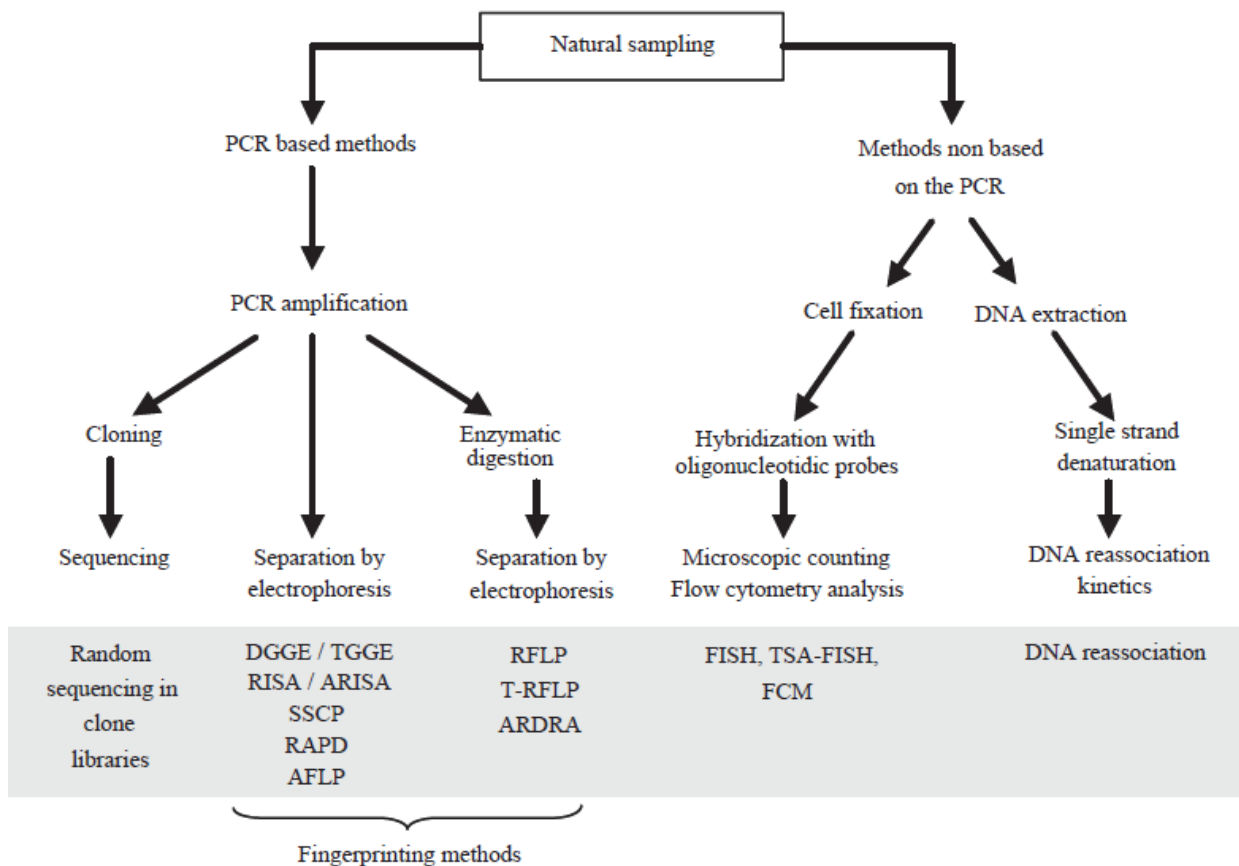 Natural sampling
PCR based methods
Methods non based
on the PCR
PCR amplification
Cell fixation
DNA extraction
Cloning
Enzymatic
digestion
Hybridization with
oligonucleotidic probes
Single strand
denaturation
Sequencing
Separation by
electrophoresis
Separation by
electrophoresis
Microscopic counting
Flow cytometry analysis
DNA reassociation
kinetics
Random
sequencing in
clone
libraries
DGGE / TGGE
RISA / ARISA
SSCP
RAPD
AFLP
RFLP
T-RFLP
ARDRA
FISH, TSA-FISH,
FCM
DNA reassociation
Fingerprinting methods